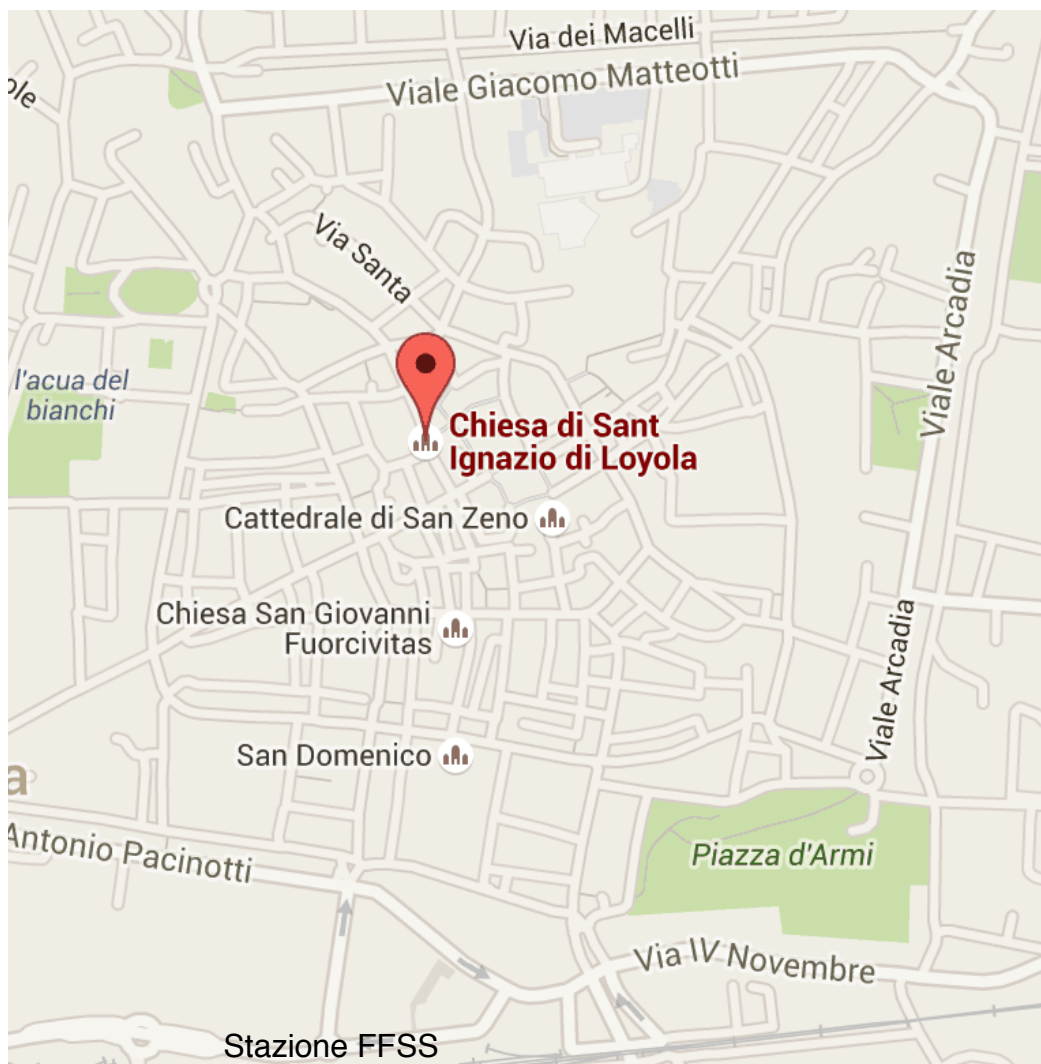 Via dei Macelli
Viale Giacomo Matteotti
ole
Via Santa
Viale Arcadia
l'acua del
bianchi
Chiesa di Sant
Ignazio di Loyola
Cattedrale di San Zeno
Chiesa San Giovanni
Fuorcivitas
Viale Arcadia
San Domenico
a
Antonio Pacinotti
Piazza d'Armi
Via IV Novembre
Stazione FFSS